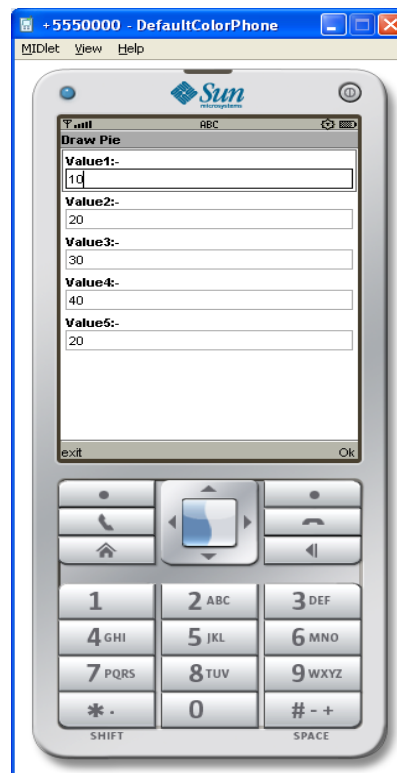 +5550000 - DefaultColorPhone
MIDlet View Help
Sun
microsystems
ABC
Draw Pie
Value1:-
10
Value2:-
20
Value3:-
30
Value4:-
40
Value5:-
20
exit Ok
1 2 ABC 3 DEF
4 GHI 5 JKL 6 MNO
7 PQRS 8 TUV 9 WXYZ
* . 0 # - +
SHIFT SPACE